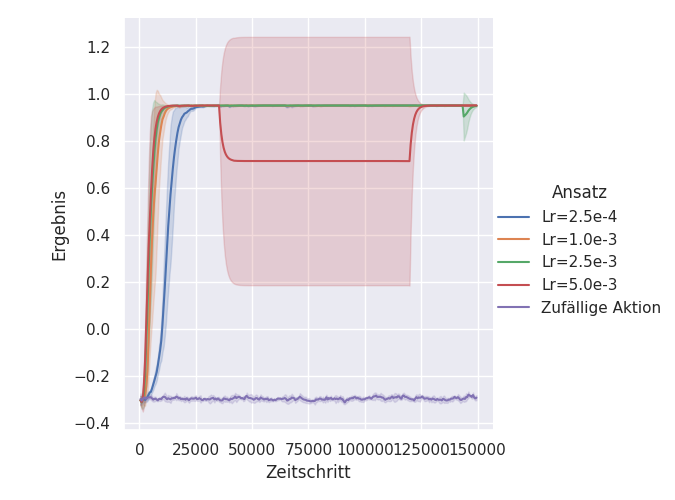 1.2
1.0
0.8
0.6
0.4
0.2
0.0
−0.2
−0.4
Ergebnis
0 25000 50000 75000 100000 125000 150000
Zeitschritt
Ansatz
Lr=2.5e-4
Lr=1.0e-3
Lr=2.5e-3
Lr=5.0e-3
Zufällige Aktion